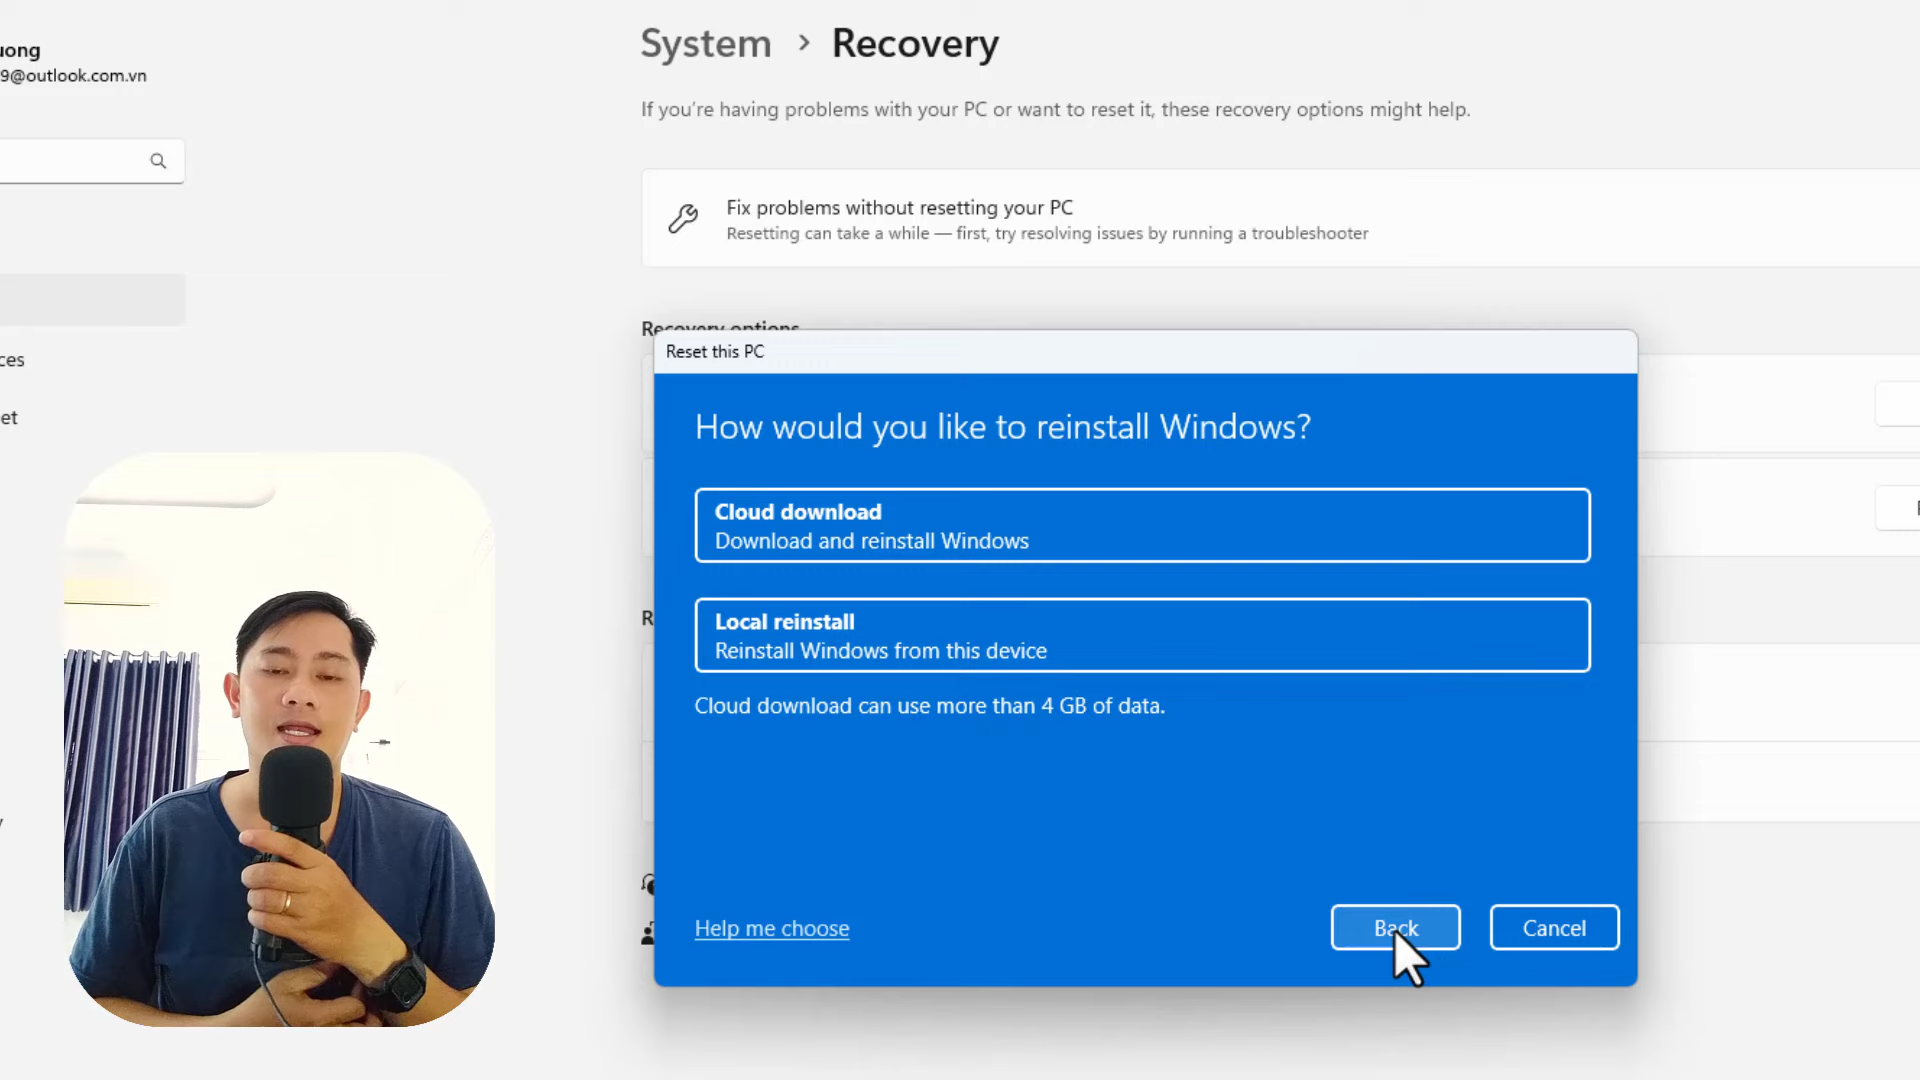 uong
9@outlook.com.vn
ces
et
System > Recovery
If you're having problems with your PC or want to reset it, these recovery options might help.
Fix problems without resetting your PC
Resetting can take a while — first, try resolving issues by running a troubleshooter
Recovery options
Reset this PC
How would you like to reinstall Windows?
Cloud download
Download and reinstall Windows
Local reinstall
Reinstall Windows from this device
Cloud download can use more than 4 GB of data.
Help me choose
Back
Cancel